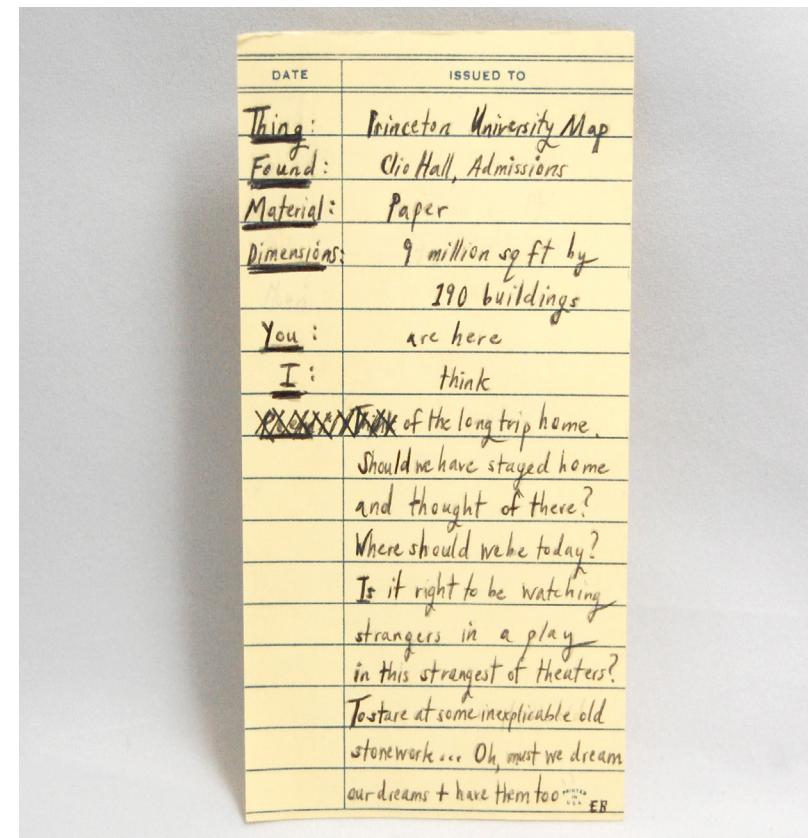 DATE ISSUED TO
Thing: Princeton University Map
Found: Clio Hall, Admissions
Material: Paper
Dimensions: 9 million sq ft by
190 buildings
You: are here
I: think
of the long trip home.
Should we have stayed home
and thought of there?
Where should we be today?
Is it right to be watching
strangers in a play
in this strangest of theaters?
To stare at some inexplicable old
stonework... Oh, must we dream
our dreams + have them too
PRINTED
IN
U.S.A.
EB